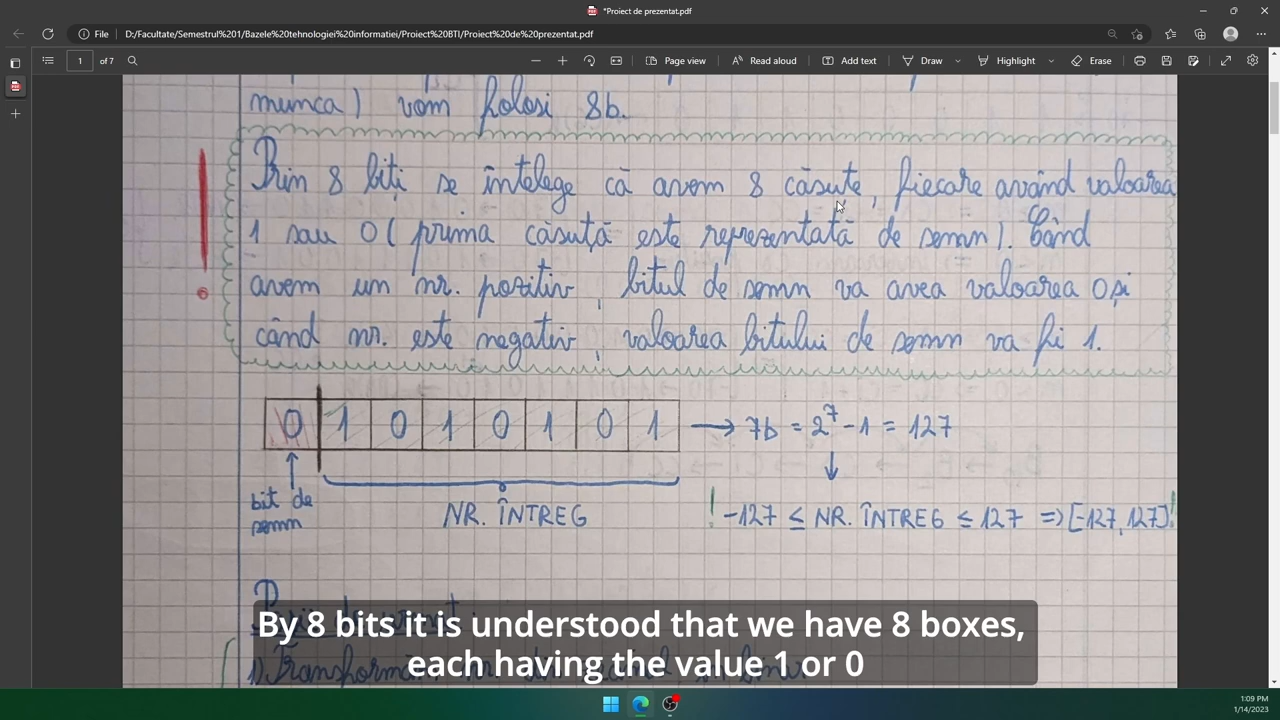 *Proiect de prezentat.pdf
File D:/Facultate/Semestrul%201/Bazele%20tehnologiei%20informatiei/Proiect%20BTI/Proiect%20de%20prezentat.pdf
1 of 7 Page view Read aloud Add text Draw Highlight Erase
munca) vom folosi 8b.
Prin 8 biți se înțelege că avem 8 căsuțe, fiecare având valoarea
1 sau 0 ( prima căsuță este reprezentată de semn). Când
avem un nr. pozitiv, bitul de semn va avea valoarea 0 și
când nr. este negativ, valoarea bitului de semn va fi 1.
0 1 0 1 0 1 0 1 → 7b = 2⁷ - 1 = 127
bit de
semn
NR. ÎNTREG
! -127 ≤ NR. ÎNTREG ≤ 127 => [-127, 127]!
By 8 bits it is understood that we have 8 boxes,
each having the value 1 or 0
1) Transformăm
1:09 PM
1/14/2023